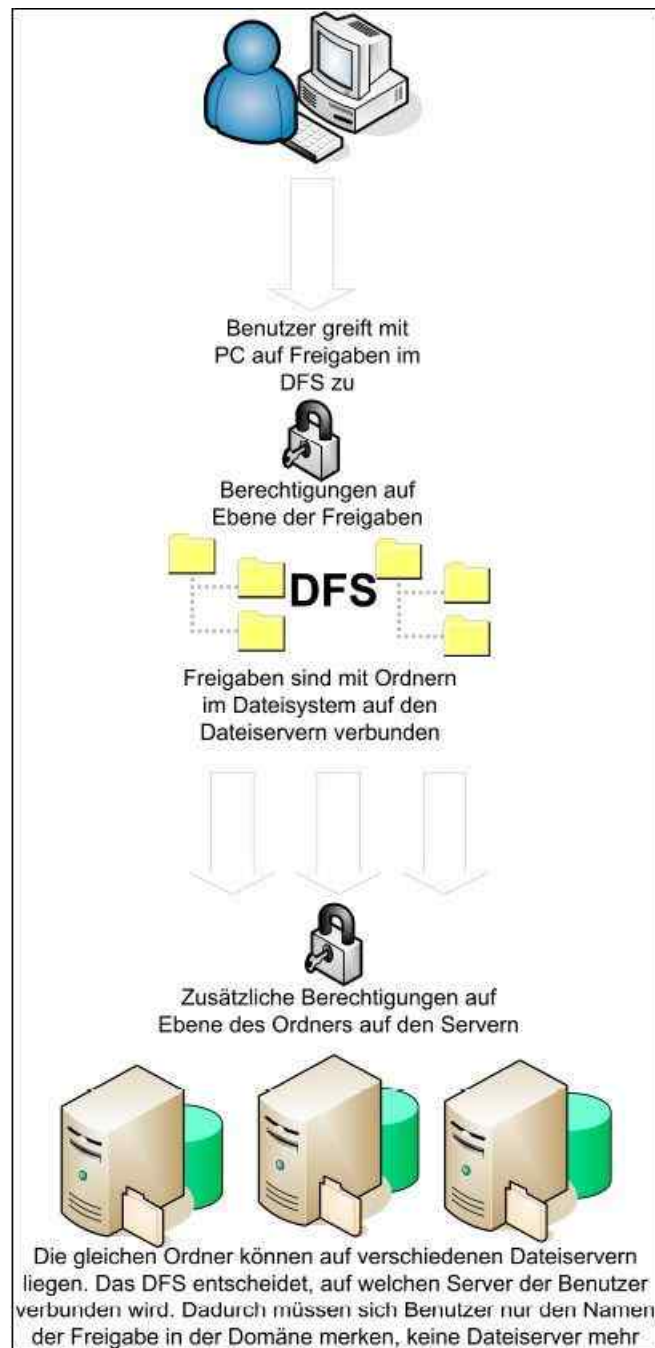 Benutzer greift mit
PC auf Freigaben im
DFS zu
Berechtigungen auf
Ebene der Freigaben
DFS
Freigaben sind mit Ordnern
im Dateisystem auf den
Dateiservern verbunden
Zusätzliche Berechtigungen auf
Ebene des Ordners auf den Servern
Die gleichen Ordner können auf verschiedenen Dateiservern
liegen. Das DFS entscheidet, auf welchen Server der Benutzer
verbunden wird. Dadurch müssen sich Benutzer nur den Namen
der Freigabe in der Domäne merken, keine Dateiserver mehr